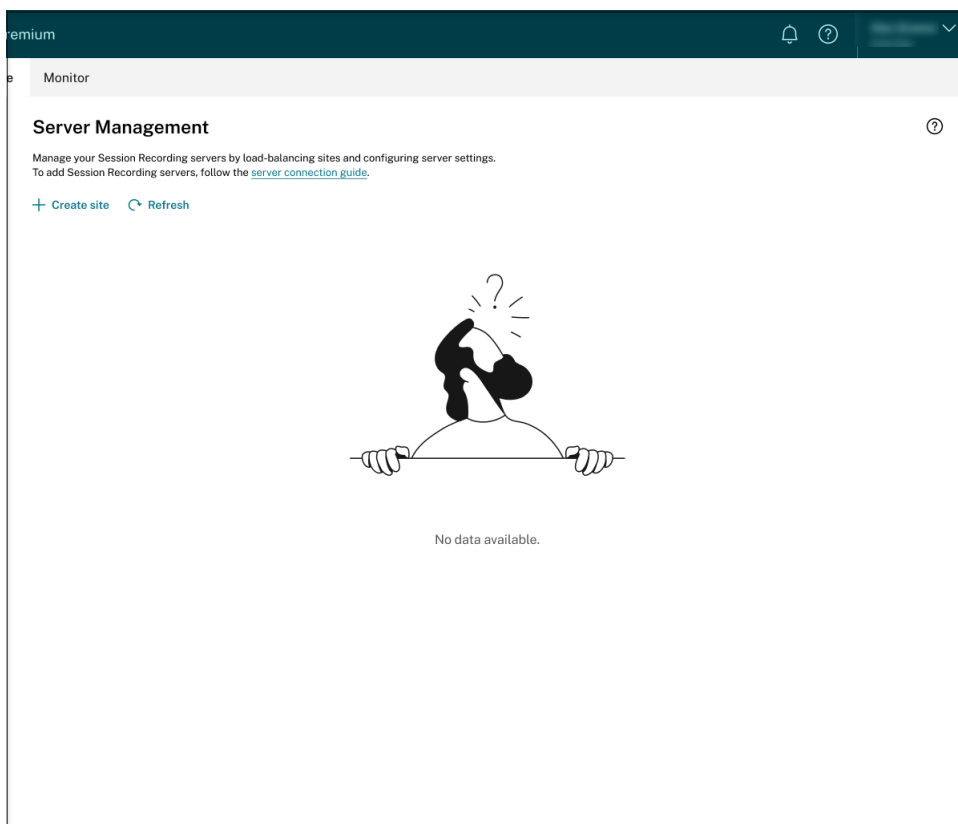 remium
e Monitor
Server Management
Manage your Session Recording servers by load-balancing sites and configuring server settings.
To add Session Recording servers, follow the server connection guide.
Create site Refresh
?
No data available.